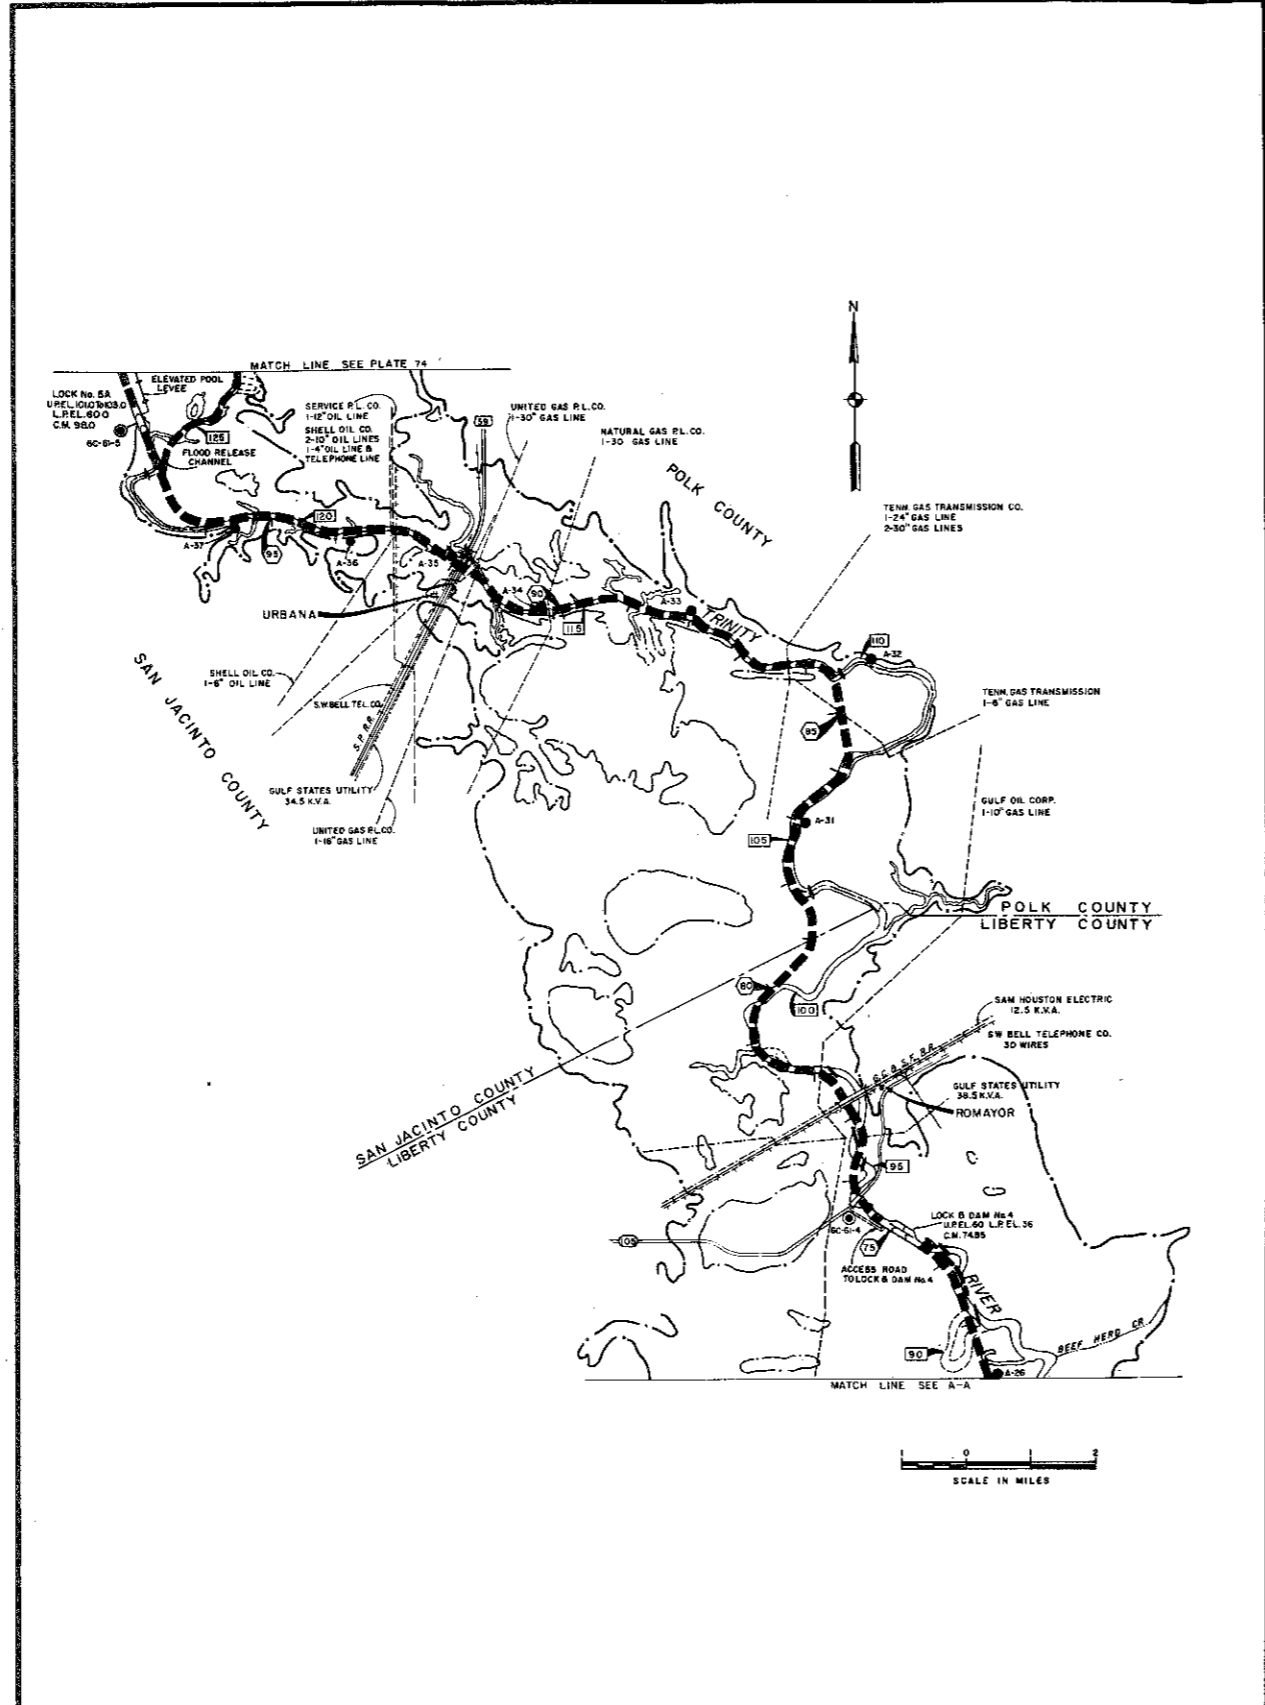 N
MATCH LINE SEE PLATE 74
LOCK No. 5A
U.P.EL.101.0 To 103.0
L.P.EL.60.0
C.M. 98.0
6C-61-5
ELEVATED POOL
LEVEE
125
FLOOD RELEASE
CHANNEL
SERVICE P.L. CO.
1-12" OIL LINE
SHELL OIL CO.
2-10" OIL LINES
1-4" OIL LINE &
TELEPHONE LINE
59
UNITED GAS P.L.CO.
1-30" GAS LINE
NATURAL GAS P.L.CO.
1-30 GAS LINE
POLK COUNTY
TENN. GAS TRANSMISSION CO.
1-24" GAS LINE
2-30" GAS LINES
120
A-37
95
A-36
A-35
A-34
90
115
A-33
TRINITY
110
A-32
URBANA
SAN JACINTO COUNTY
SHELL OIL CO.
1-6" OIL LINE
S.W.BELL TEL.CO.
S.P. R.R.
GULF STATES UTILITY
34.5 K.V.A.
UNITED GAS P.L.CO.
1-16" GAS LINE
85
TENN. GAS TRANSMISSION
1-6" GAS LINE
GULF OIL CORP.
1-10" GAS LINE
A-31
105
POLK COUNTY
LIBERTY COUNTY
80
100
SAM HOUSTON ELECTRIC
12.5 K.V.A.
SW BELL TELEPHONE CO.
30 WIRES
G.C. & S.F. R.R.
GULF STATES UTILITY
38.5 K.V.A.
ROMAYOR
SAN JACINTO COUNTY
LIBERTY COUNTY
95
LOCK & DAM No. 4
U.P.EL.60 L.P.EL.36
C.M.74.85
6C-61-4
105
75
ACCESS ROAD
TO LOCK & DAM No. 4
RIVER
BEEF HERD CR.
90
A-26
MATCH LINE SEE A-A
1 0 1 2
SCALE IN MILES